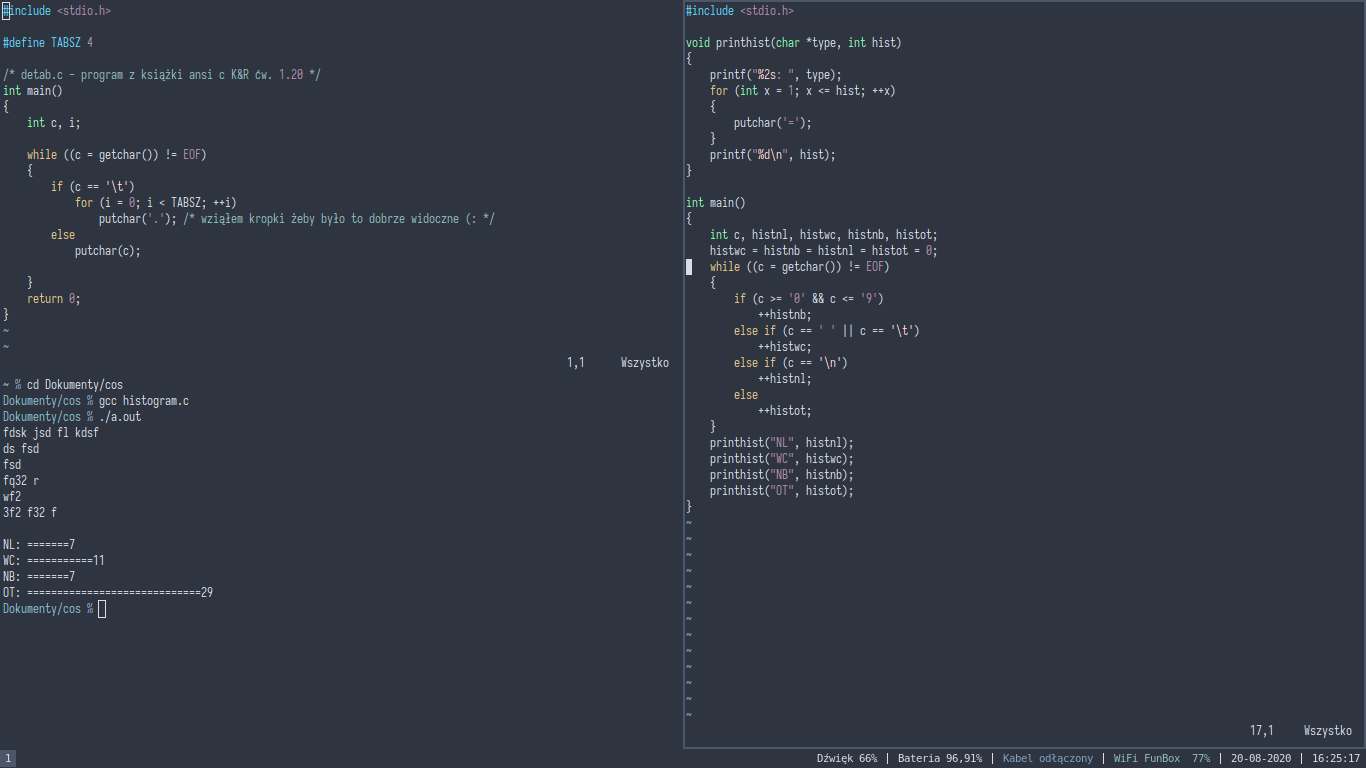 #include <stdio.h>
#define TABSZ 4
/* detab.c - program z książki ansi c K&R ćw. 1.20 */
int main()
{
    int c, i;
    while ((c = getchar()) != EOF)
    {
        if (c == '\t')
            for (i = 0; i < TABSZ; ++i)
                putchar('.'); /* wziąłem kropki żeby było to dobrze widoczne (: */
        else
            putchar(c);
    }
    return 0;
}
~
~
1,1 Wszystko
~ % cd Dokumenty/cos
Dokumenty/cos % gcc histogram.c
Dokumenty/cos % ./a.out
fdsk jsd fl kdsf
ds fsd
fsd
fq32 r
wf2
3f2 f32 f
NL: =======7
WC: ===========11
NB: =======7
OT: =============================29
Dokumenty/cos %
#include <stdio.h>
void printhist(char *type, int hist)
{
    printf("%2s: ", type);
    for (int x = 1; x <= hist; ++x)
    {
        putchar('=');
    }
    printf("%d\n", hist);
}
int main()
{
    int c, histnl, histwc, histnb, histot;
    histwc = histnb = histnl = histot = 0;
    while ((c = getchar()) != EOF)
    {
        if (c >= '0' && c <= '9')
            ++histnb;
        else if (c == ' ' || c == '\t')
            ++histwc;
        else if (c == '\n')
            ++histnl;
        else
            ++histot;
    }
    printhist("NL", histnl);
    printhist("WC", histwc);
    printhist("NB", histnb);
    printhist("OT", histot);
}
~
~
~
~
~
~
~
~
~
~
~
~
~
17,1 Wszystko
1 Dźwięk 66% | Bateria 96,91% | Kabel odłączony | WiFi FunBox 77% | 20-08-2020 | 16:25:17